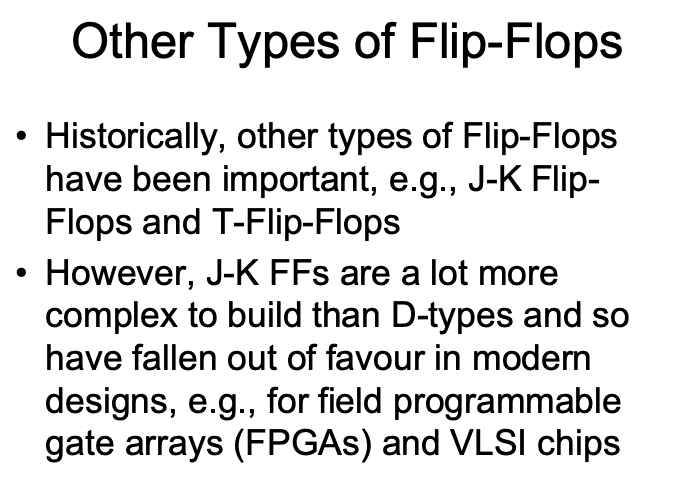 Other Types of Flip-Flops
• Historically, other types of Flip-Flops
have been important, e.g., J-K Flip-
Flops and T-Flip-Flops
• However, J-K FFs are a lot more
complex to build than D-types and so
have fallen out of favour in modern
designs, e.g., for field programmable
gate arrays (FPGAs) and VLSI chips